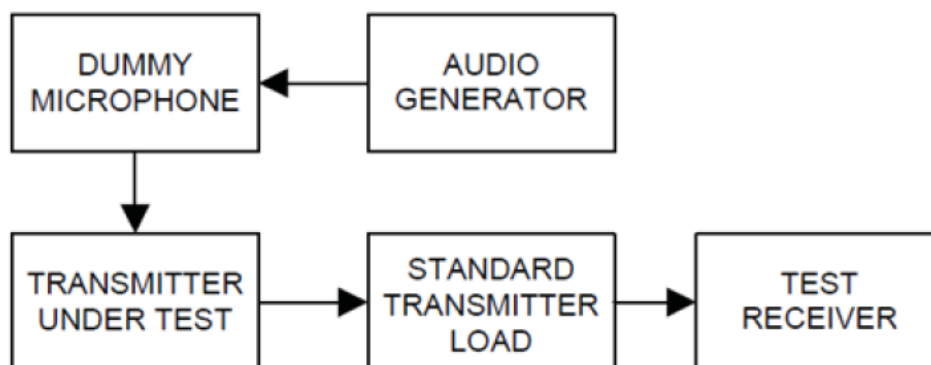 DUMMY
MICROPHONE
AUDIO
GENERATOR
TRANSMITTER
UNDER TEST
STANDARD
TRANSMITTER
LOAD
TEST
RECEIVER